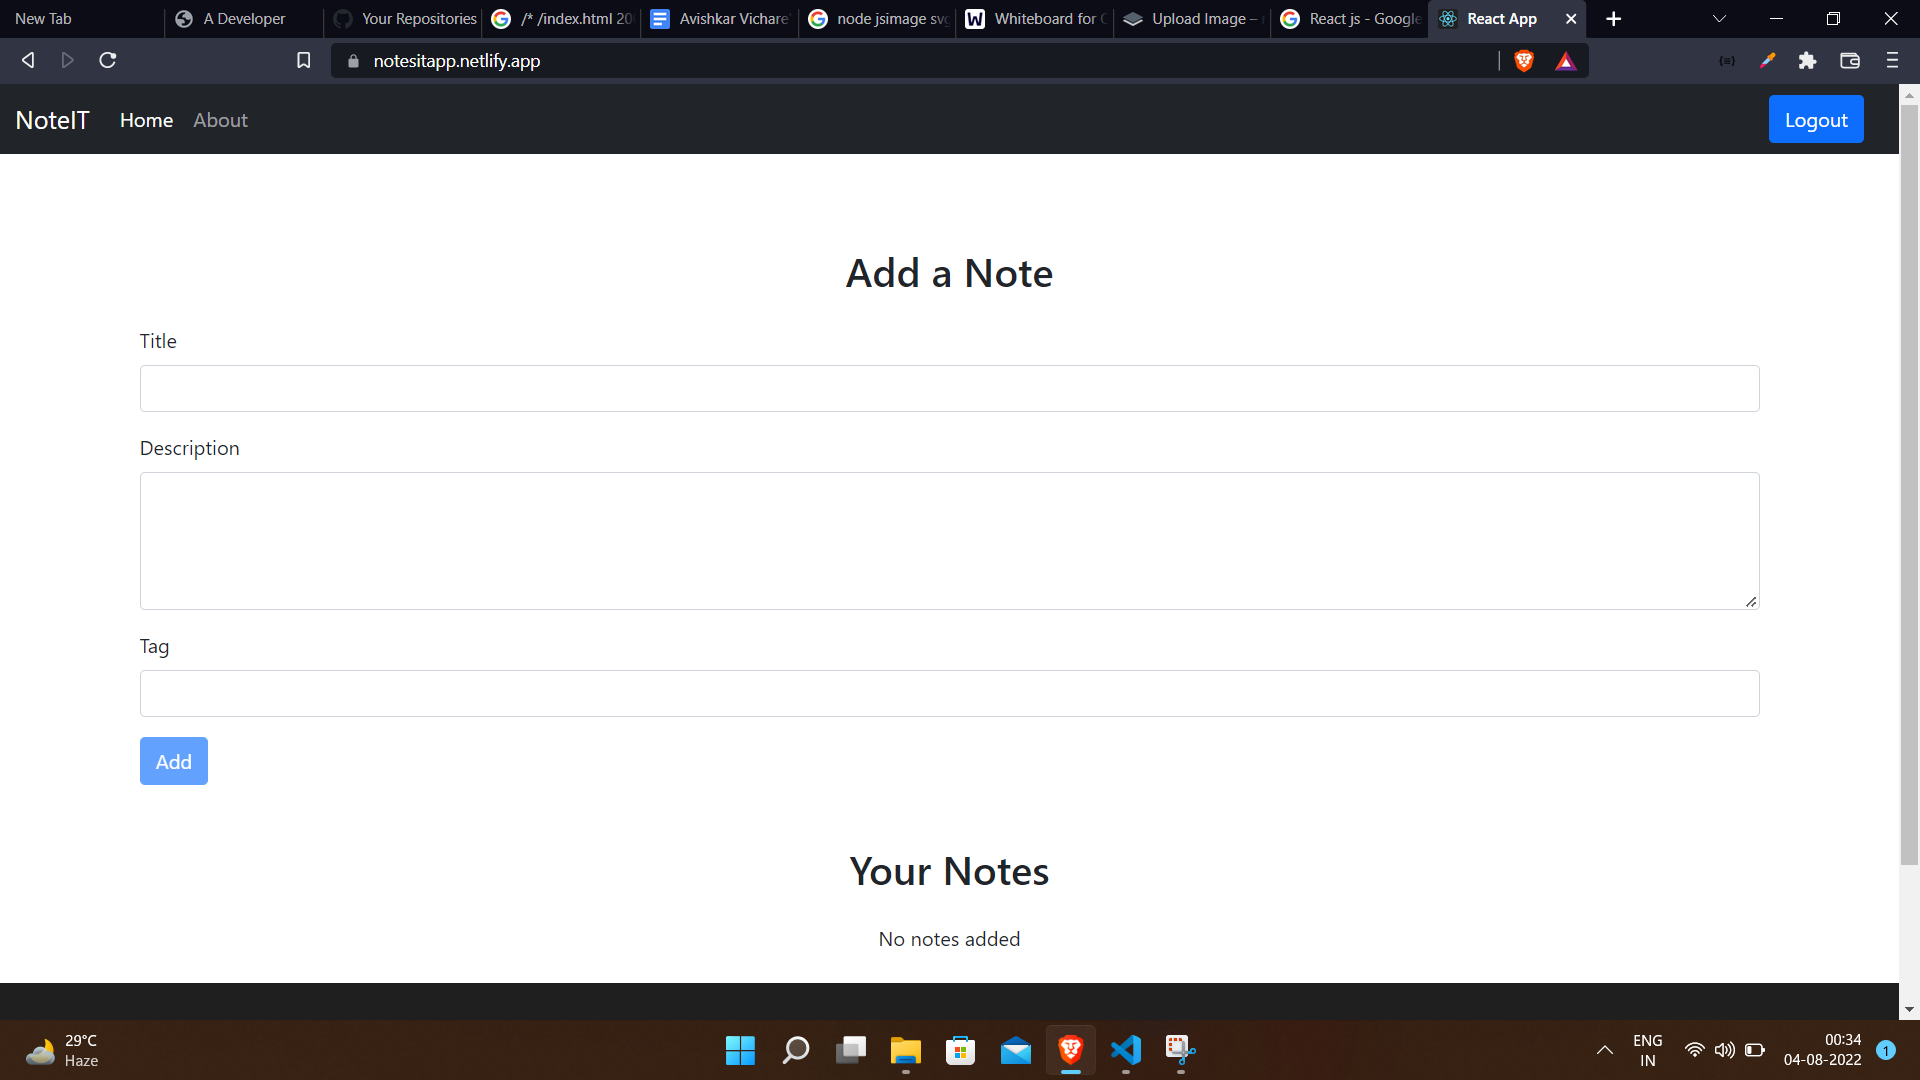 New Tab
A Developer
Your Repositories
/* /index.html 20
Avishkar Vichare'
node jsimage svg
Whiteboard for C
Upload Image –
React js - Google
React App
notesitapp.netlify.app
NoteIT
Home
About
Logout
Add a Note
Title
Description
Tag
Add
Your Notes
No notes added
29°C
Haze
ENG
IN
00:34
04-08-2022
1